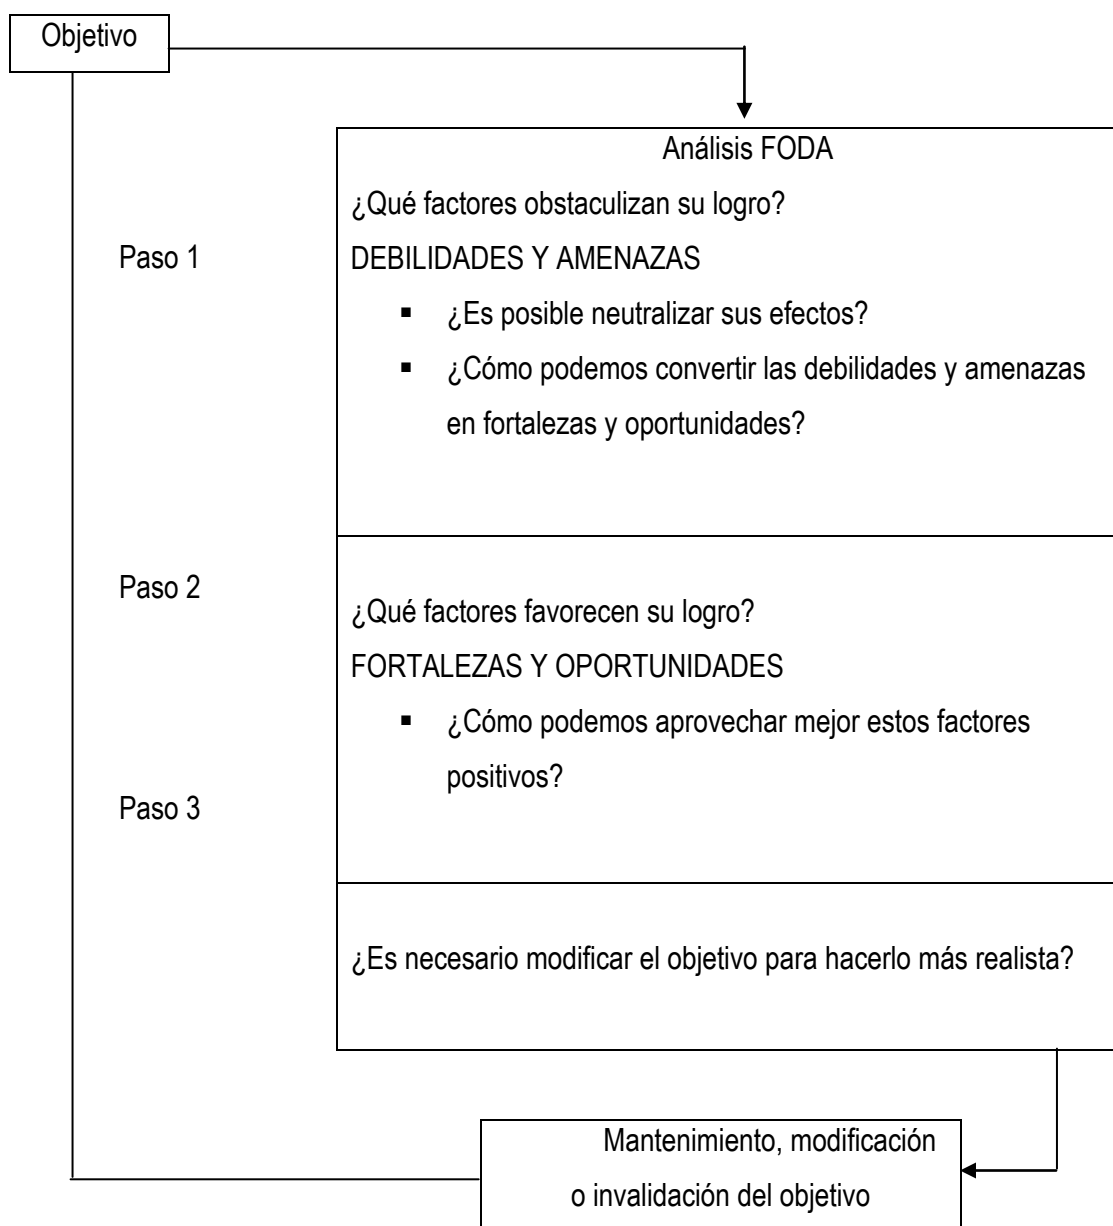 Objetivo
Análisis FODA
¿Qué factores obstaculizan su logro?
Paso 1
DEBILIDADES Y AMENAZAS
▪ ¿Es posible neutralizar sus efectos?
▪ ¿Cómo podemos convertir las debilidades y amenazas
en fortalezas y oportunidades?
Paso 2
¿Qué factores favorecen su logro?
FORTALEZAS Y OPORTUNIDADES
▪ ¿Cómo podemos aprovechar mejor estos factores
positivos?
Paso 3
¿Es necesario modificar el objetivo para hacerlo más realista?
Mantenimiento, modificación
o invalidación del objetivo